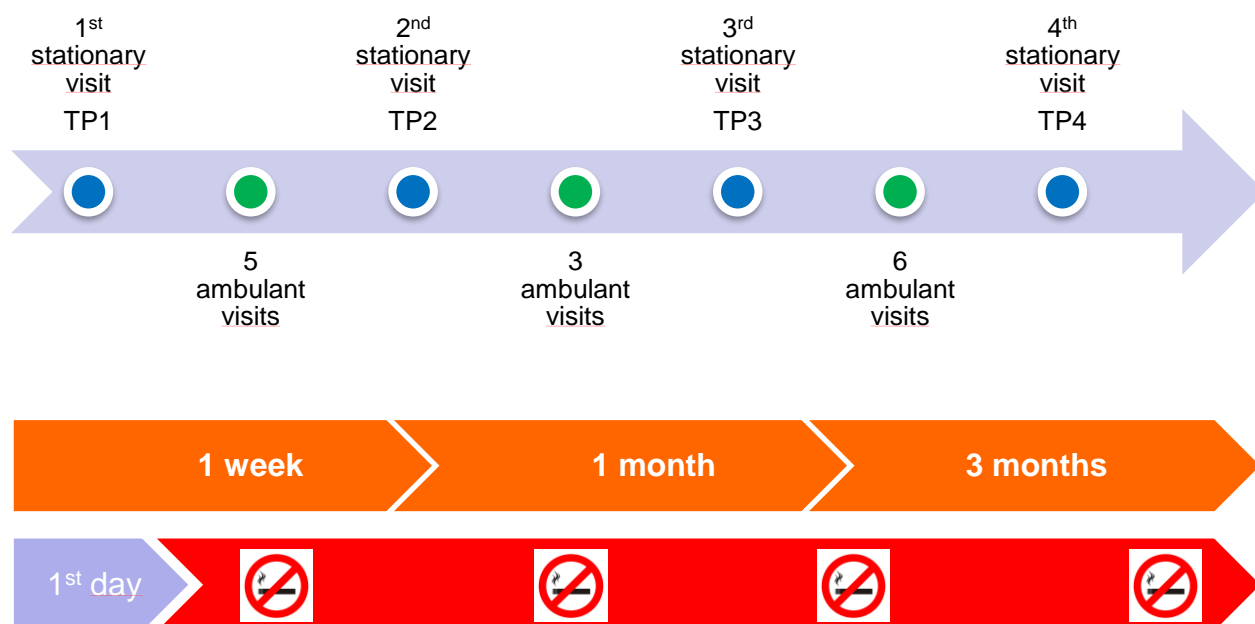 1st
stationary
visit
TP1
2nd
stationary
visit
TP2
3rd
stationary
visit
TP3
4th
stationary
visit
TP4
5
ambulant
visits
3
ambulant
visits
6
ambulant
visits
1 week
1 month
3 months
1st day